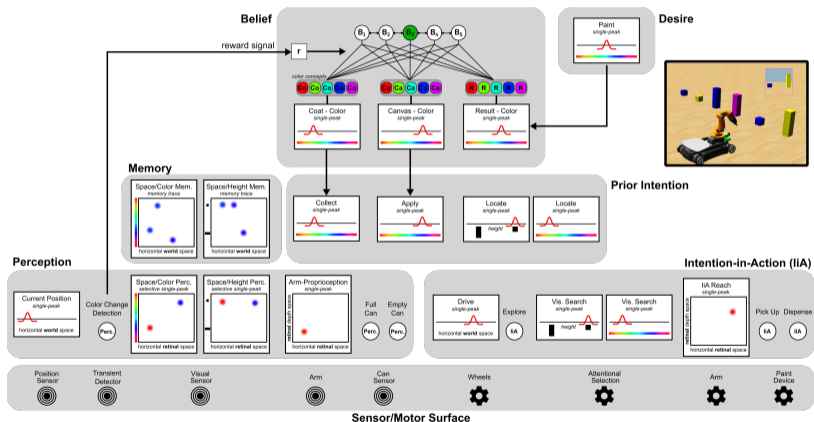 Belief
Desire
reward signal
r
B1 B2 B3 B4 B5
Paint
single-peak
color concepts
Co Co Co Co Co
Ca Ca Ca Ca Ca
R R R R R
Coat - Color
single-peak
Canvas - Color
single-peak
Result - Color
single-peak
Memory
Space/Color Mem.
memory trace
horizontal world space
Space/Height Mem.
memory trace
horizontal world space
Prior Intention
Collect
single-peak
Apply
single-peak
Locate
single-peak
height
Locate
single-peak
Perception
Current Position
single-peak
horizontal world space
Color Change
Detection
Perc.
Space/Color Perc.
selective single-peak
horizontal retinal space
Space/Height Perc.
selective single-peak
horizontal retinal space
Arm-Proprioception
single-peak
retinal depth space
horizontal retinal space
Full
Can
Perc.
Empty
Can
Perc.
Intention-in-Action (IiA)
Drive
single-peak
horizontal world space
Explore
IiA
Vis. Search
single-peak
height
Vis. Search
single-peak
IiA Reach
single-peak
retinal depth space
horizontal retinal space
Pick Up
IiA
Dispense
IiA
Position
Sensor
Transient
Detector
Visual
Sensor
Arm
Can
Sensor
Wheels
Attentional
Selection
Arm
Paint
Device
Sensor/Motor Surface